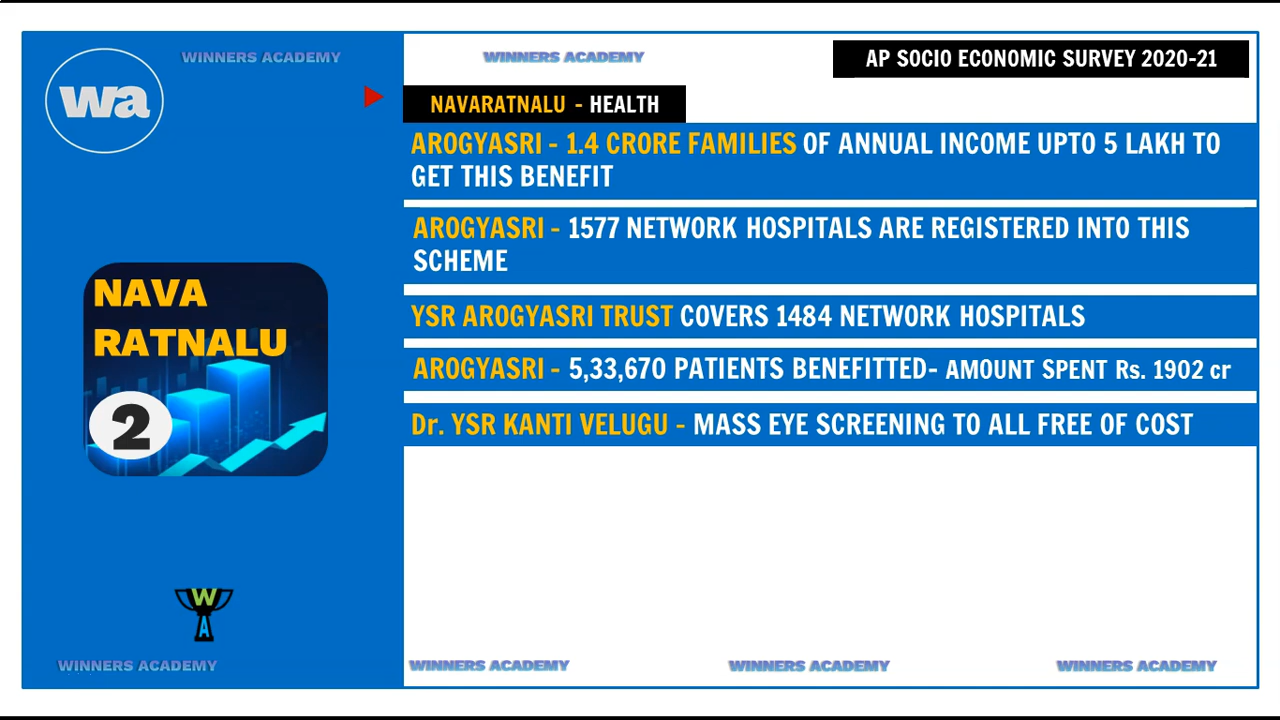 WINNERS ACADEMY
WINNERS ACADEMY
AP SOCIO ECONOMIC SURVEY 2020-21
wa
NAVARATNALU - HEALTH
AROGYASRI - 1.4 CRORE FAMILIES OF ANNUAL INCOME UPTO 5 LAKH TO
GET THIS BENEFIT
AROGYASRI - 1577 NETWORK HOSPITALS ARE REGISTERED INTO THIS
SCHEME
YSR AROGYASRI TRUST COVERS 1484 NETWORK HOSPITALS
AROGYASRI - 5,33,670 PATIENTS BENEFITTED- AMOUNT SPENT Rs. 1902 cr
Dr. YSR KANTI VELUGU - MASS EYE SCREENING TO ALL FREE OF COST
NAVA
RATNALU
2
W
A
WINNERS ACADEMY
WINNERS ACADEMY
WINNERS ACADEMY
WINNERS ACADEMY